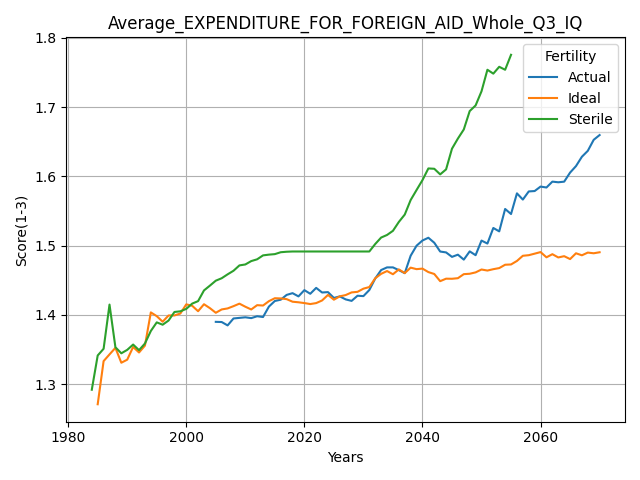 Average_EXPENDITURE_FOR_FOREIGN_AID_Whole_Q3_IQ
Fertility
Actual
Ideal
Sterile
Score(1-3)
1.8
1.7
1.6
1.5
1.4
1.3
1980
2000
2020
2040
2060
Years